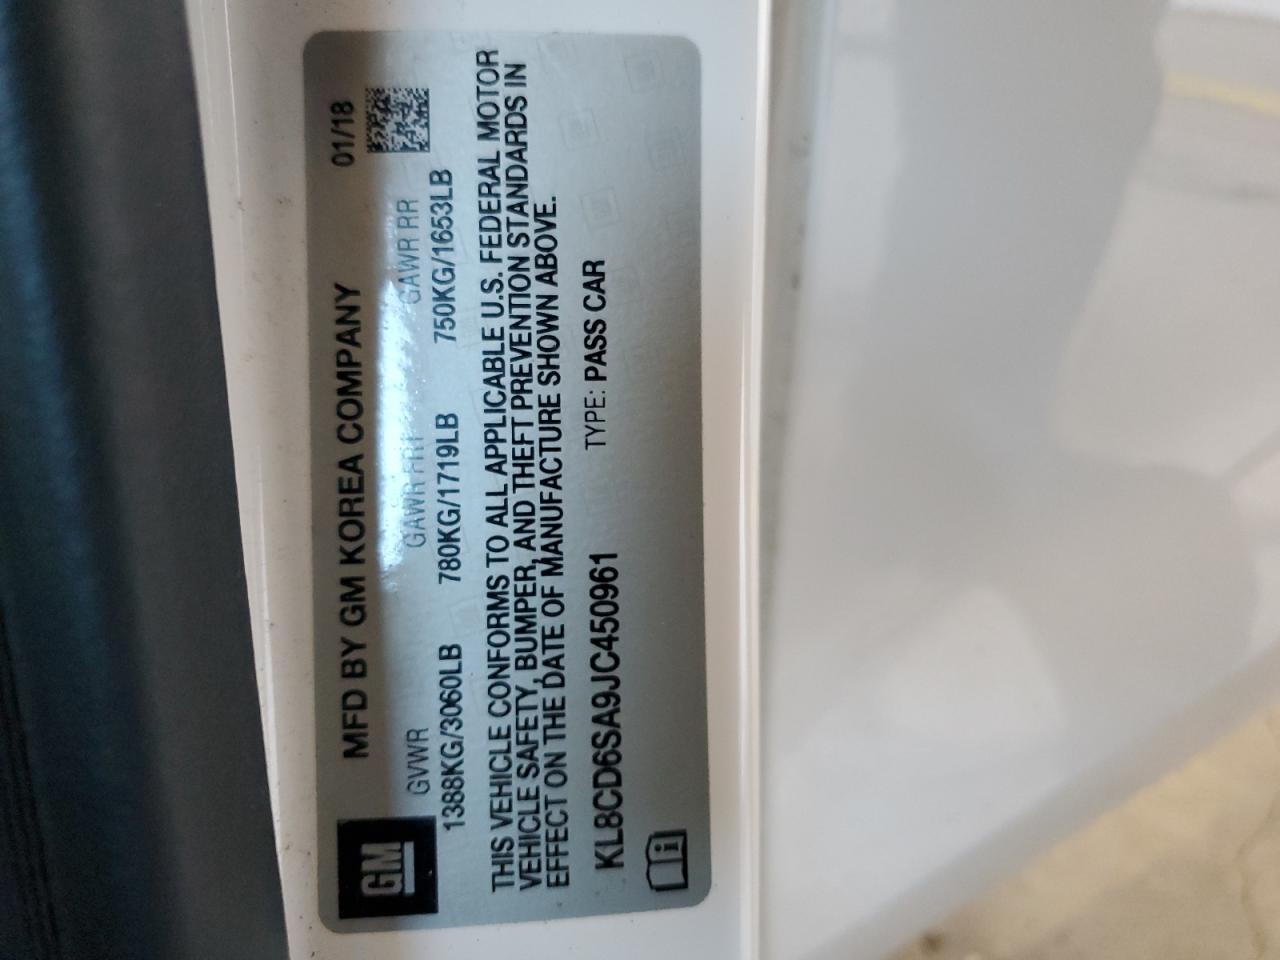 GM
MFD BY GM KOREA COMPANY 01/18
GVWR GAWR FRT GAWR RR
1388KG/3060LB 780KG/1719LB 750KG/1653LB
THIS VEHICLE CONFORMS TO ALL APPLICABLE U.S. FEDERAL MOTOR
VEHICLE SAFETY, BUMPER, AND THEFT PREVENTION STANDARDS IN
EFFECT ON THE DATE OF MANUFACTURE SHOWN ABOVE.
KL8CD6SA9JC450961 TYPE: PASS CAR
i